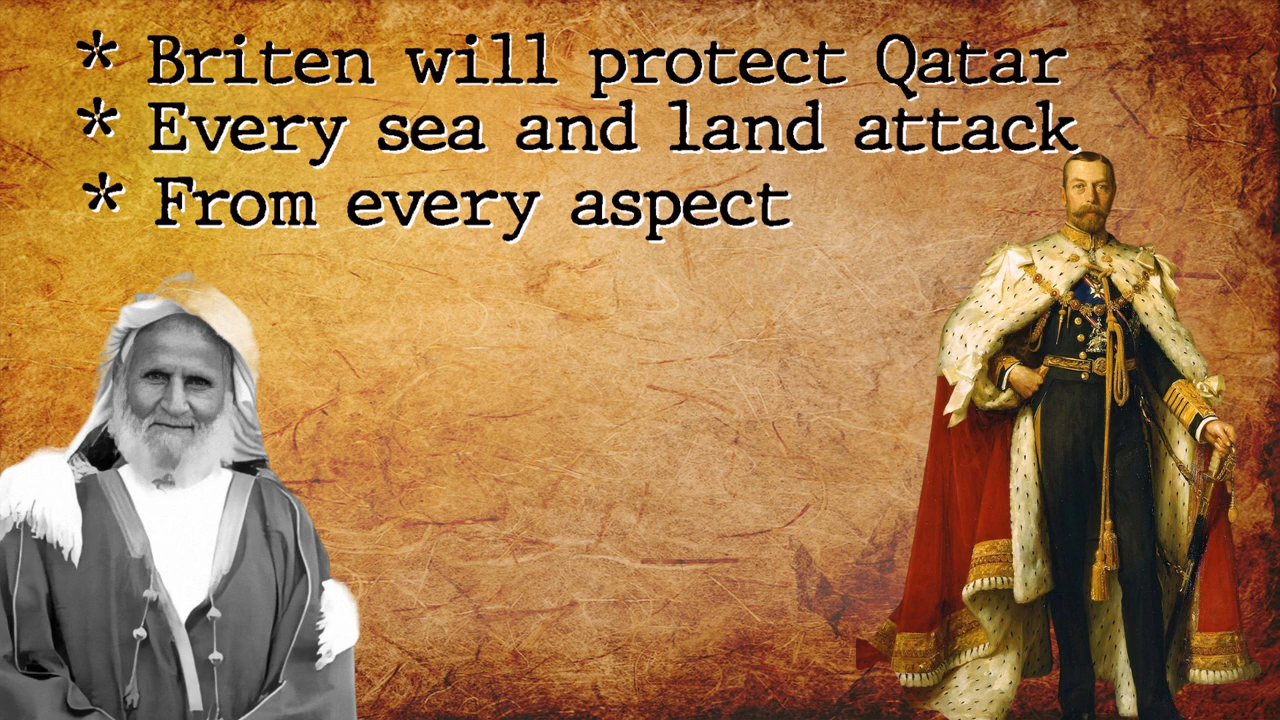 * Briten will protect Qatar
* Every sea and land attack
* From every aspect